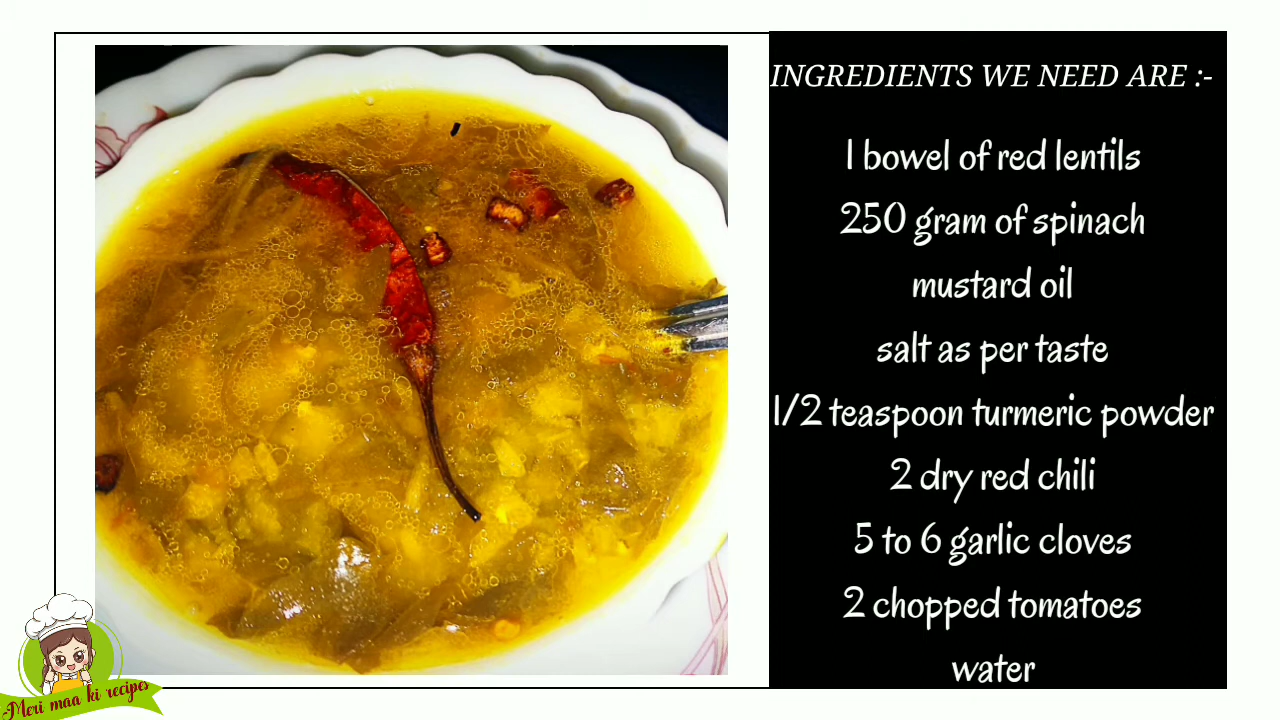 INGREDIENTS WE NEED ARE :-
1 bowel of red lentils
250 gram of spinach
mustard oil
salt as per taste
1/2 teaspoon turmeric powder
2 dry red chili
5 to 6 garlic cloves
2 chopped tomatoes
water
Meri maa ki recipes